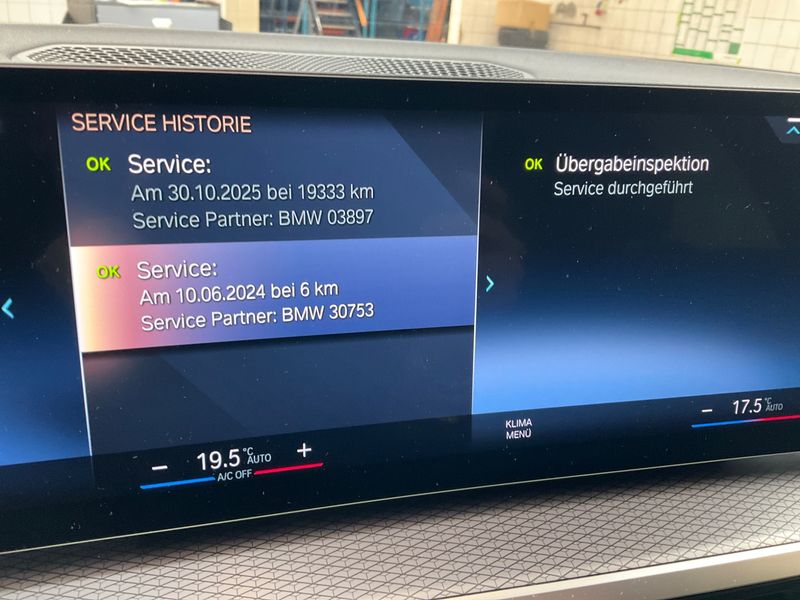 SERVICE HISTORIE
OK Service:
Am 30.10.2025 bei 19333 km
Service Partner: BMW 03897
OK Service:
Am 10.06.2024 bei 6 km
Service Partner: BMW 30753
OK Übergabeinspektion
Service durchgeführt
− 19.5 °C AUTO +
A/C OFF
KLIMA
MENÜ
− 17.5 °C AUTO